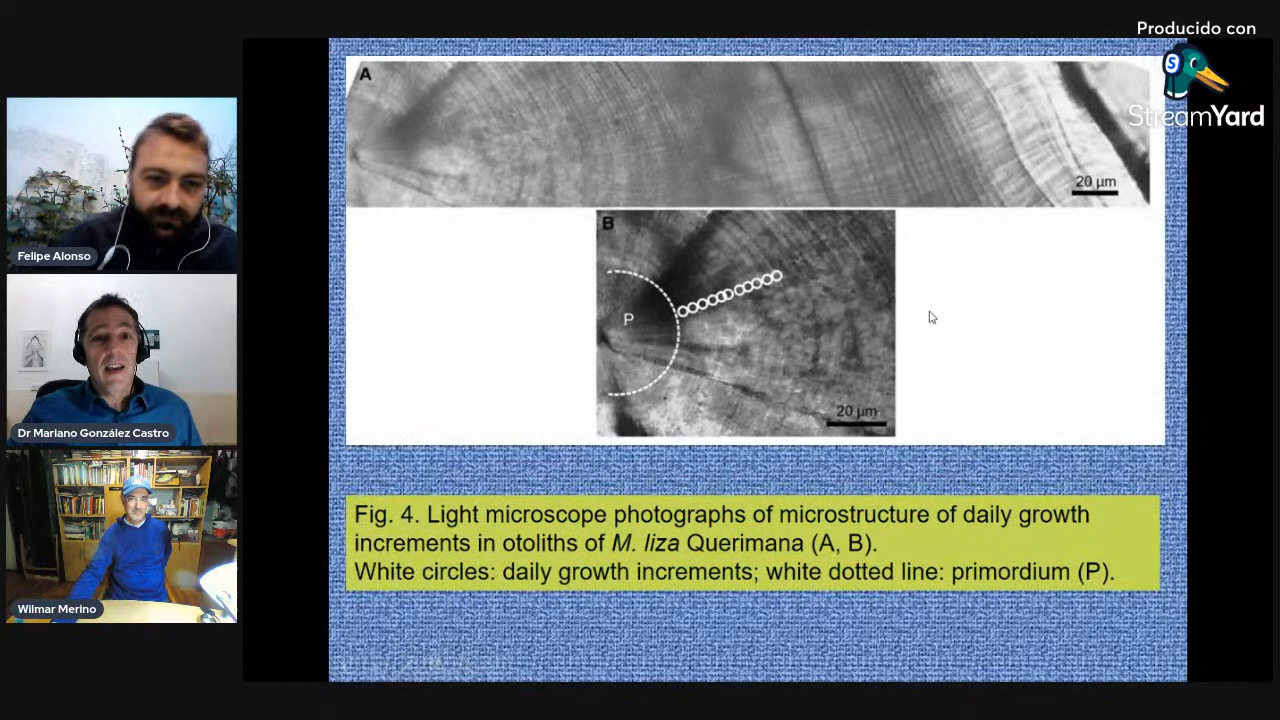 Producido con
StreamYard
S
A
20 µm
B
P
20 µm
Felipe Alonso
Dr Mariano González Castro
Wilmar Merino
Fig. 4. Light microscope photographs of microstructure of daily growth
increments in otoliths of M. liza Querimana (A, B).
White circles: daily growth increments; white dotted line: primordium (P).